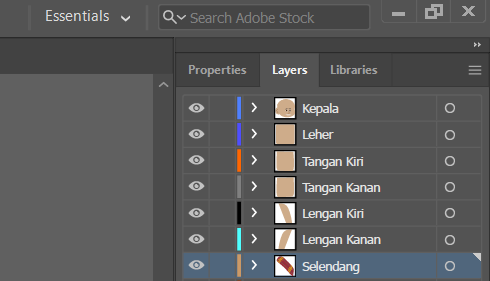 Essentials
Search Adobe Stock
Properties Layers Libraries
Kepala
Leher
Tangan Kiri
Tangan Kanan
Lengan Kiri
Lengan Kanan
Selendang